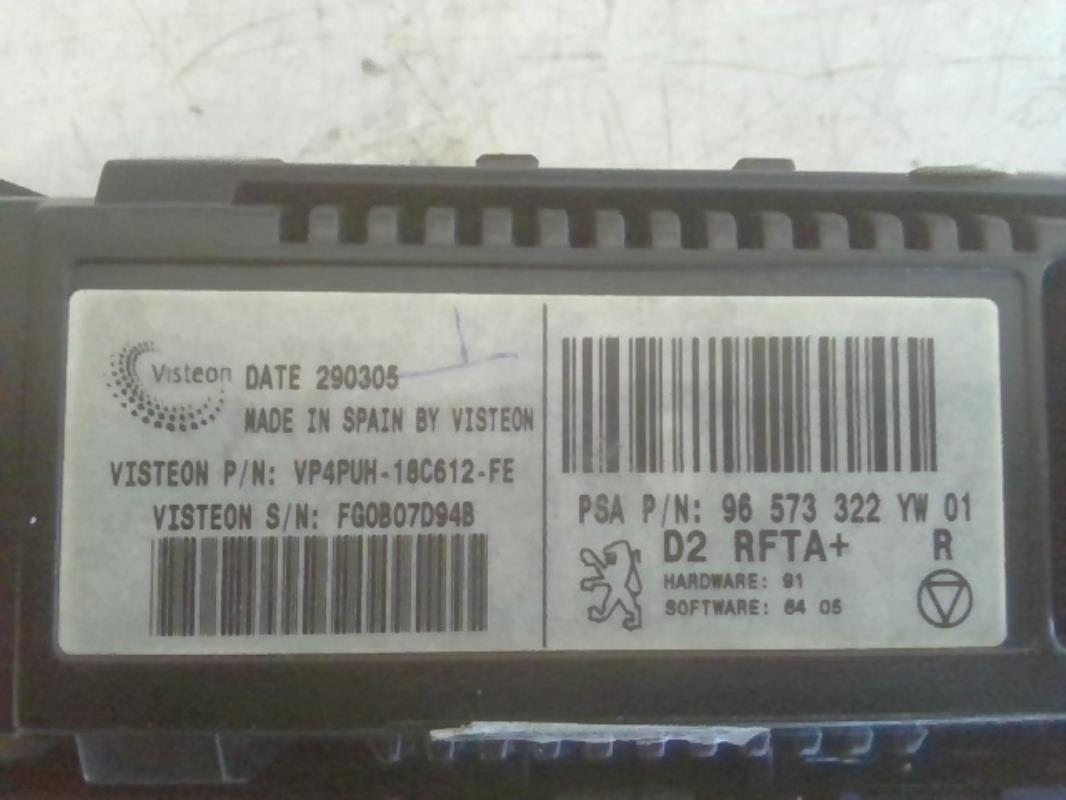 Visteon DATE 290305
MADE IN SPAIN BY VISTEON
VISTEON P/N: VP4PUH-18C612-FE
VISTEON S/N: FG0B07D94B
PSA P/N: 96 573 322 YW 01
D2 RFTA+ R
HARDWARE: 91
SOFTWARE: 64 05